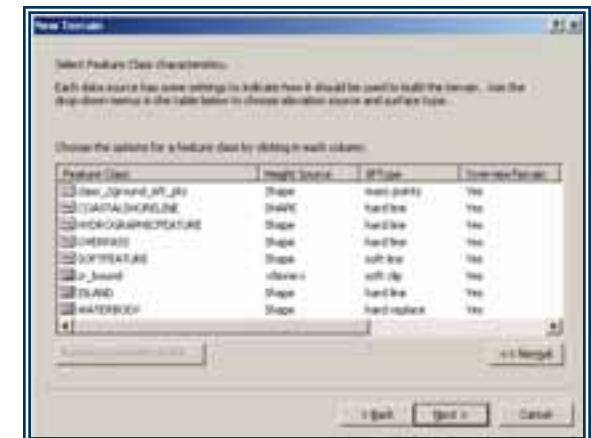 New Terrain
Select Feature Class characteristics.
Each data source has some settings to indicate how it should be used to build the terrain. Use the
drop-down menus in the table below to choose elevation source and surface type.
Choose the options for a feature class by clicking in each column.
Feature Class Height Source SFType Overview Terrain
Shape mass points Yes
COASTALSHORELINE SHAPE hard line Yes
HYDROGRAPHICFEATURE Shape hard line Yes
OVERPASS Shape hard line Yes
SOFTFEATURE Shape soft line Yes
<none> soft clip Yes
ISLAND Shape hard line Yes
WATERBODY Shape hard replace Yes
< Back Next > Cancel